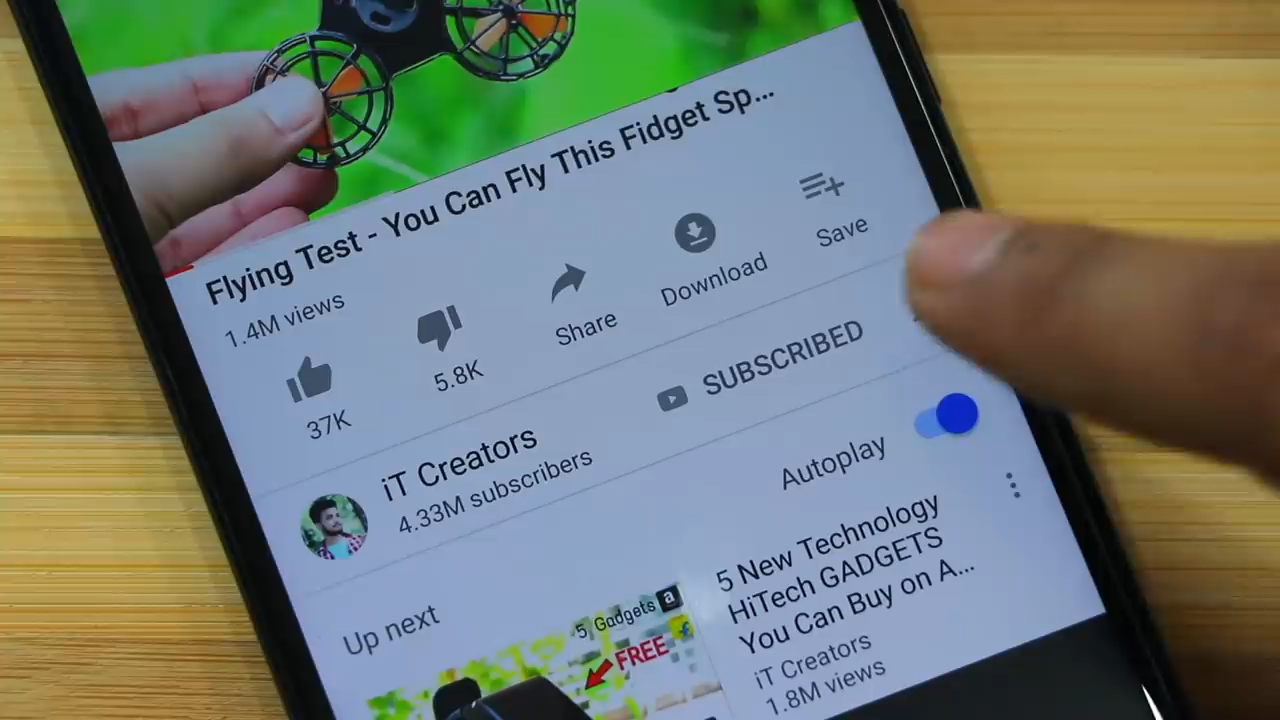 Flying Test - You Can Fly This Fidget Sp...
1.4M views
37K
5.8K
Share
Download
Save
iT Creators
4.33M subscribers
SUBSCRIBED
Autoplay
Up next
5 Gadgets a
FREE
5 New Technology
HiTech GADGETS
You Can Buy on A...
iT Creators
1.8M views